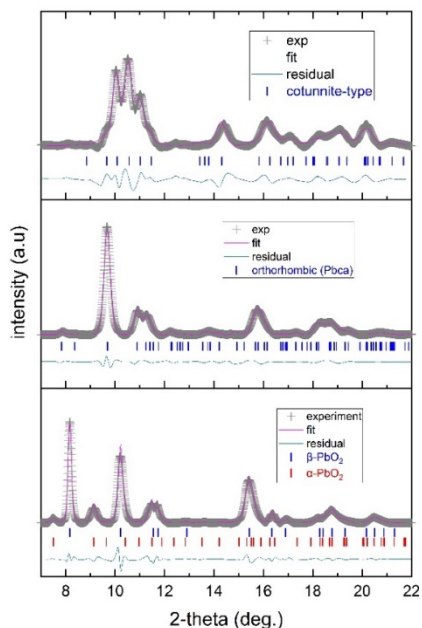 exp
fit
residual
cotunnite-type
exp
fit
residual
orthorhombic (Pbca)
intensity (a.u)
experiment
fit
residual
β-PbO₂
α-PbO₂
8 10 12 14 16 18 20 22
2-theta (deg.)